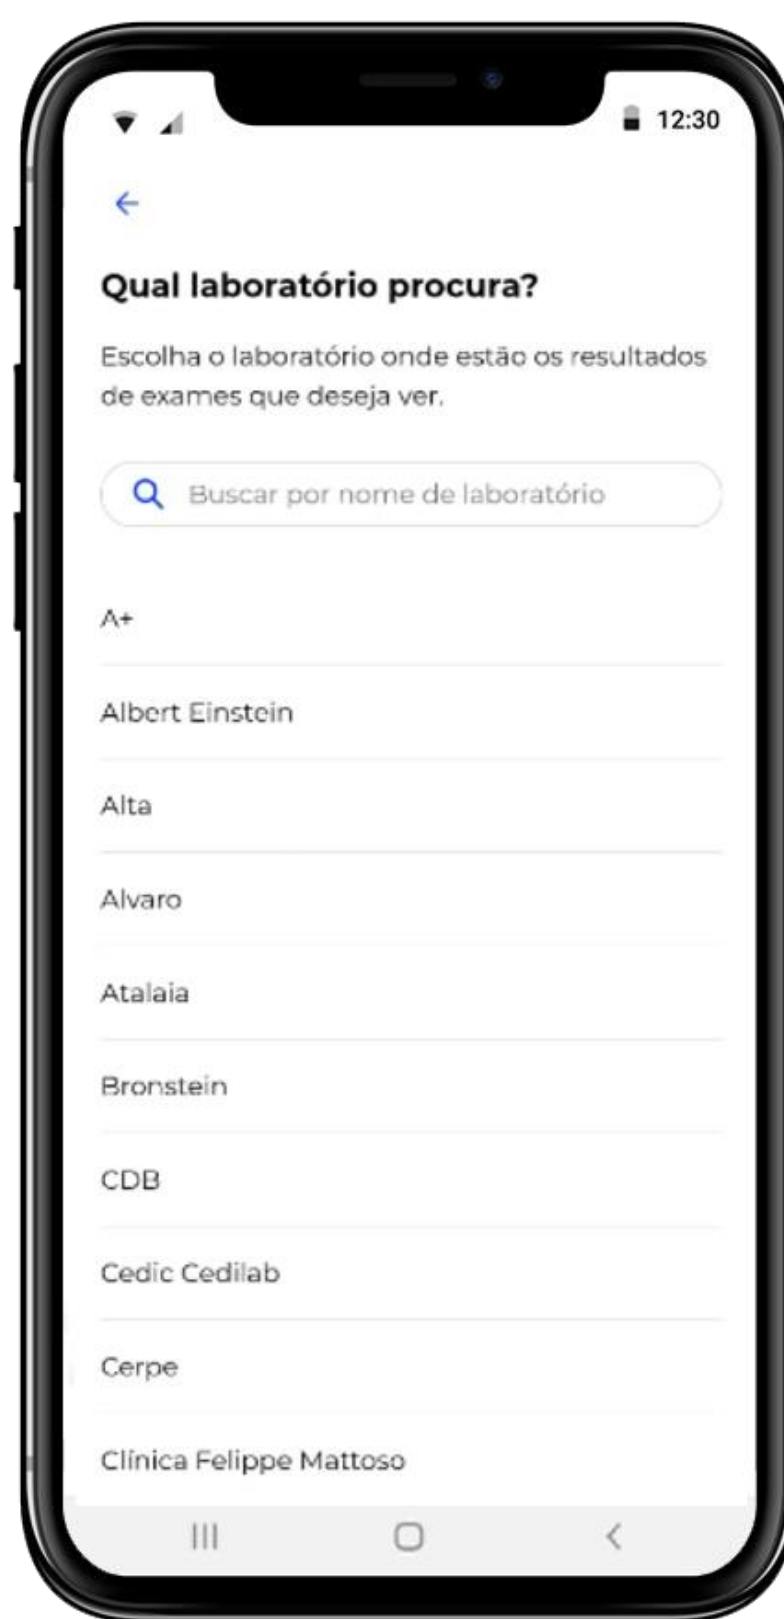 12:30
Qual laboratório procura?
Escolha o laboratório onde estão os resultados
de exames que deseja ver.
Buscar por nome de laboratório
A+
Albert Einstein
Alta
Alvaro
Atalaia
Bronstein
CDB
Cedic Cedilab
Cerpe
Clínica Felippe Mattoso